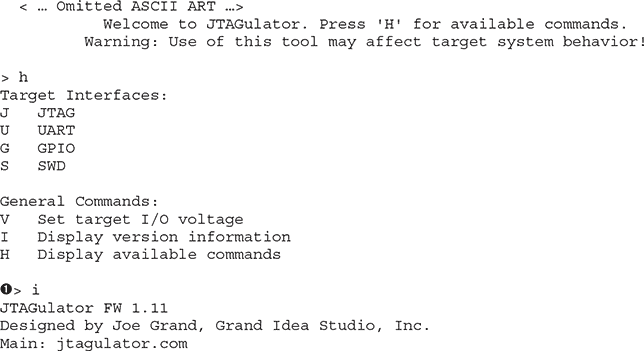 < … Omitted ASCII ART …>
Welcome to JTAGulator. Press 'H' for available commands.
Warning: Use of this tool may affect target system behavior!
> h
Target Interfaces:
J   JTAG
U   UART
G   GPIO
S   SWD
General Commands:
V   Set target I/O voltage
I   Display version information
H   Display available commands
❶> i
JTAGulator FW 1.11
Designed by Joe Grand, Grand Idea Studio, Inc.
Main: jtagulator.com